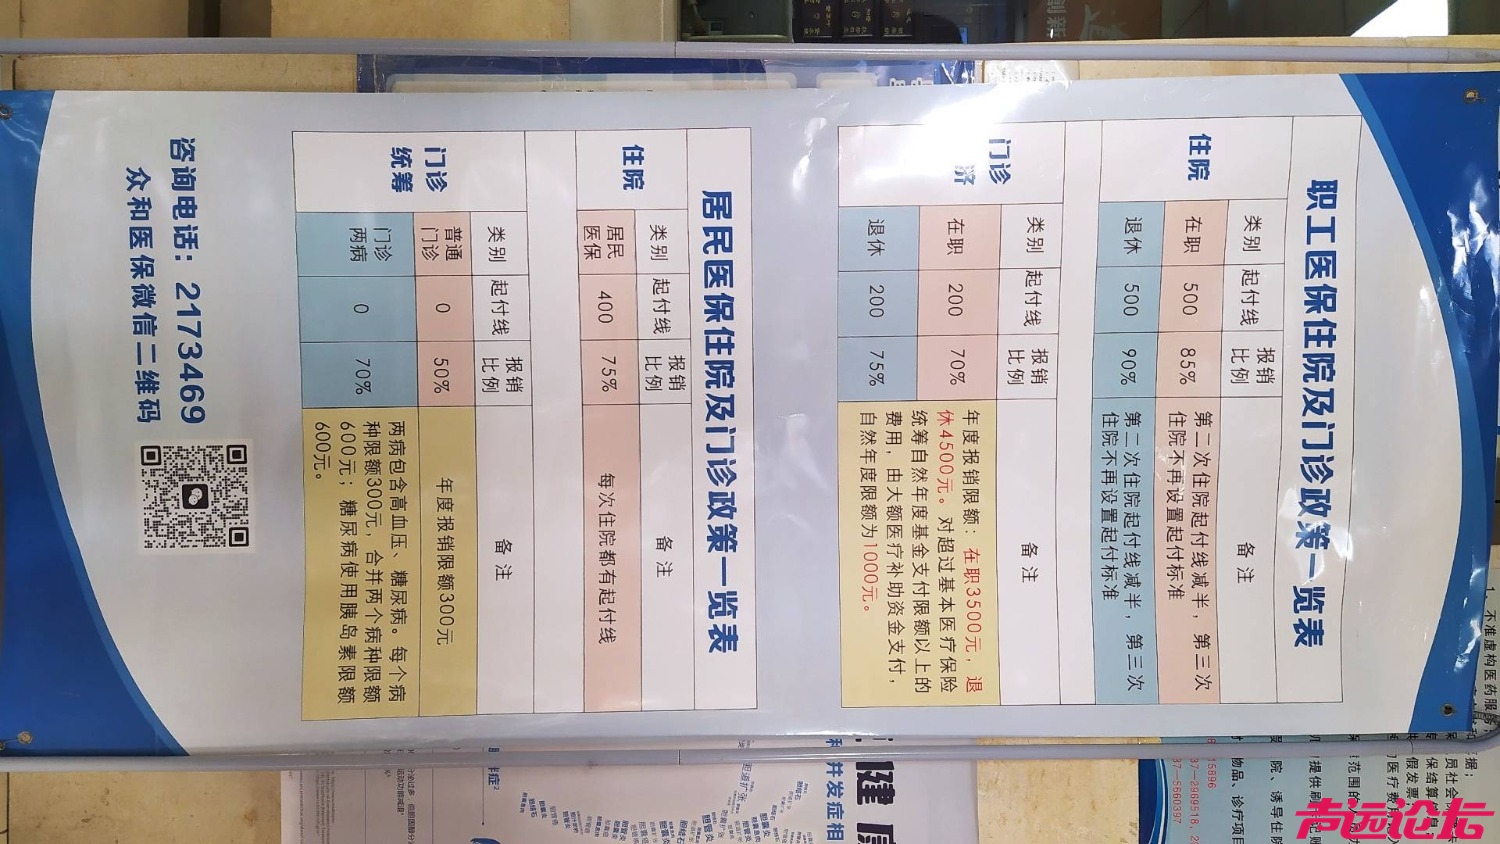 职工医保住院及门诊政策一览表
住院
类别 起付线 报销比例 备注
在职 500 85% 第二次住院起付线减半，第三次
住院不再设置起付标准
退休 500 90% 第二次住院起付线减半，第三次
住院不再设置起付标准
门诊
济
类别 起付线 报销比例 备注
在职 200 70%
退休 200 75%
年度报销限额：在职3500元，退
休4500元。对超过基本医疗保险
统筹自然年度基金支付限额以上的
费用，由大额医疗补助资金支付，
自然年度限额为1000元。
居民医保住院及门诊政策一览表
住院
类别 起付线 报销比例 备注
居民医保 400 75% 每次住院都有起付线
门诊
统筹
类别 起付线 报销比例 备注
普通门诊 0 50% 年度报销限额300元
门诊两病 0 70% 两病包含高血压、糖尿病。每个病
种限额300元，合并两个病种限额
600元；糖尿病使用胰岛素限额
600元。
咨询电话：2173469
众和医保微信二维码
1、不准虚构医药服务
健康
并发症相
声远论坛